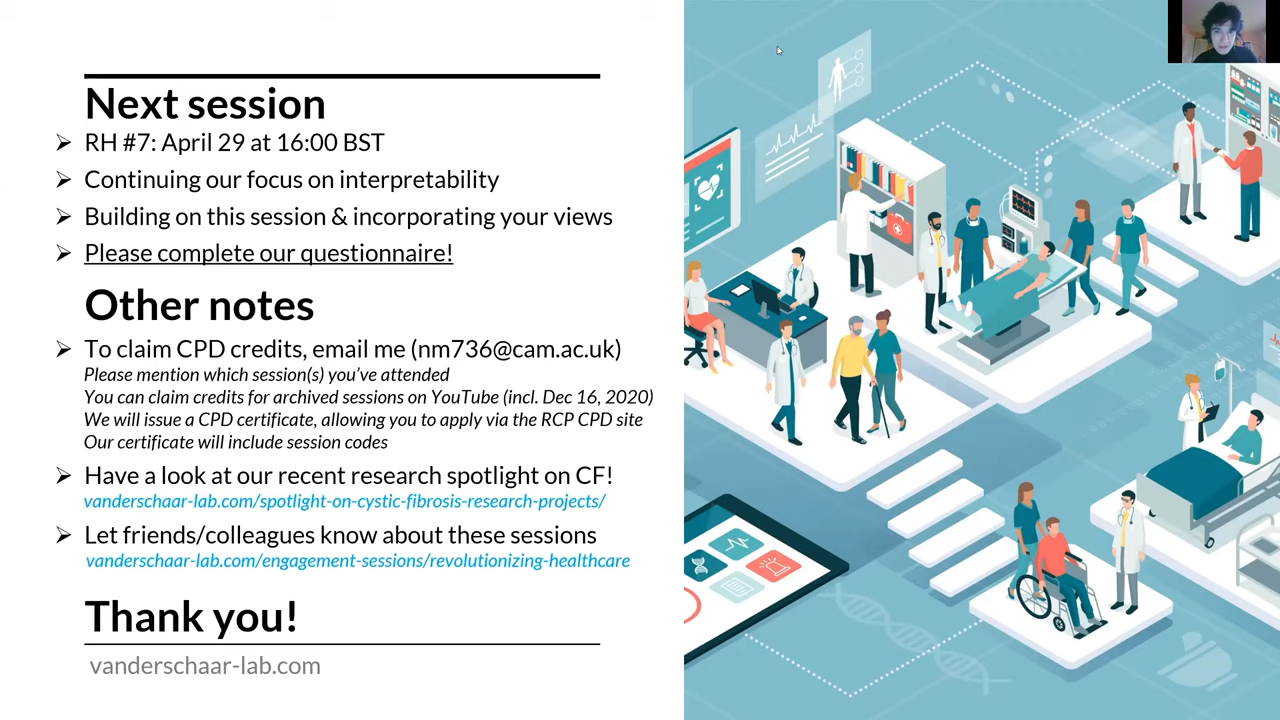 Next session
➢ RH #7: April 29 at 16:00 BST
➢ Continuing our focus on interpretability
➢ Building on this session & incorporating your views
➢ Please complete our questionnaire!
Other notes
➢ To claim CPD credits, email me (nm736@cam.ac.uk)
Please mention which session(s) you’ve attended
You can claim credits for archived sessions on YouTube (incl. Dec 16, 2020)
We will issue a CPD certificate, allowing you to apply via the RCP CPD site
Our certificate will include session codes
➢ Have a look at our recent research spotlight on CF!
vanderschaar-lab.com/spotlight-on-cystic-fibrosis-research-projects/
➢ Let friends/colleagues know about these sessions
vanderschaar-lab.com/engagement-sessions/revolutionizing-healthcare
Thank you!
vanderschaar-lab.com